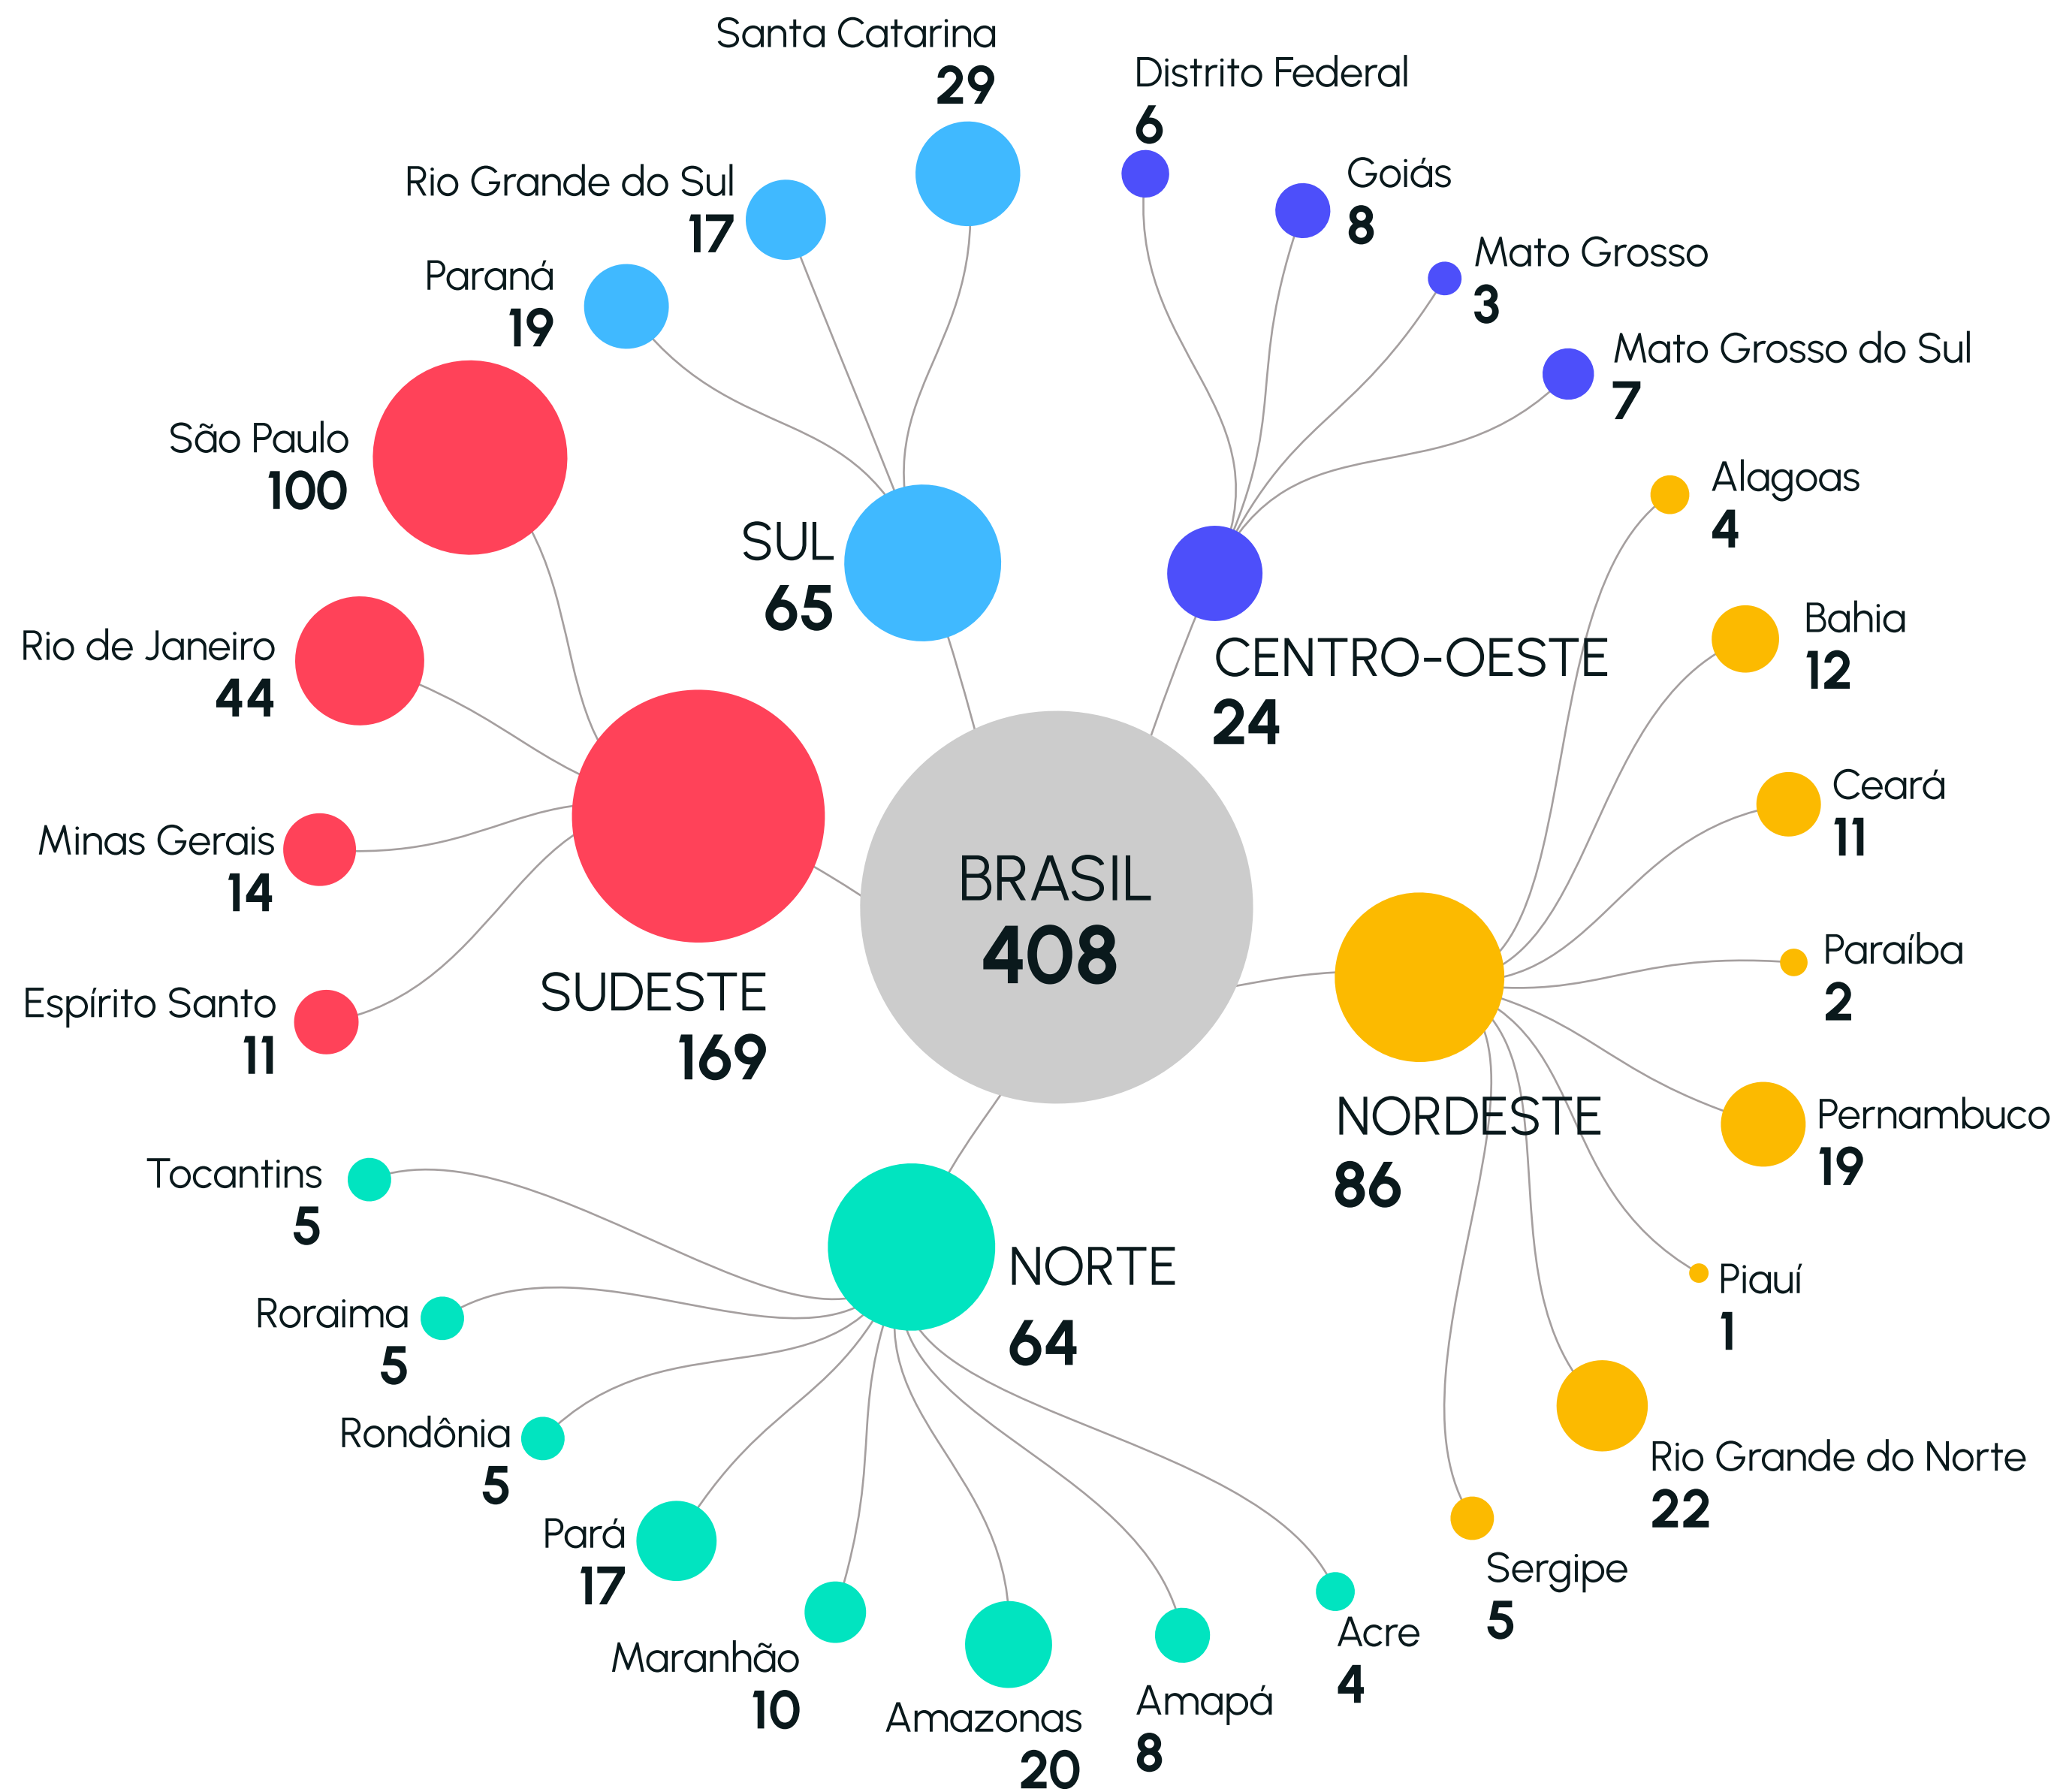 Santa Catarina
29
Distrito Federal
6
Rio Grande do Sul
17
Goiás
8
Paraná
19
Mato Grosso
3
Mato Grosso do Sul
7
São Paulo
100
Alagoas
4
SUL
65
Rio de Janeiro
44
CENTRO-OESTE
24
Bahia
12
Ceará
11
Minas Gerais
14
BRASIL
408
Paraíba
2
Espírito Santo
11
SUDESTE
169
NORDESTE
86
Pernambuco
19
Tocantins
5
NORTE
64
Piauí
1
Roraima
5
Rondônia
5
Rio Grande do Norte
22
Pará
17
Sergipe
5
Maranhão
10
Acre
4
Amazonas
20
Amapá
8